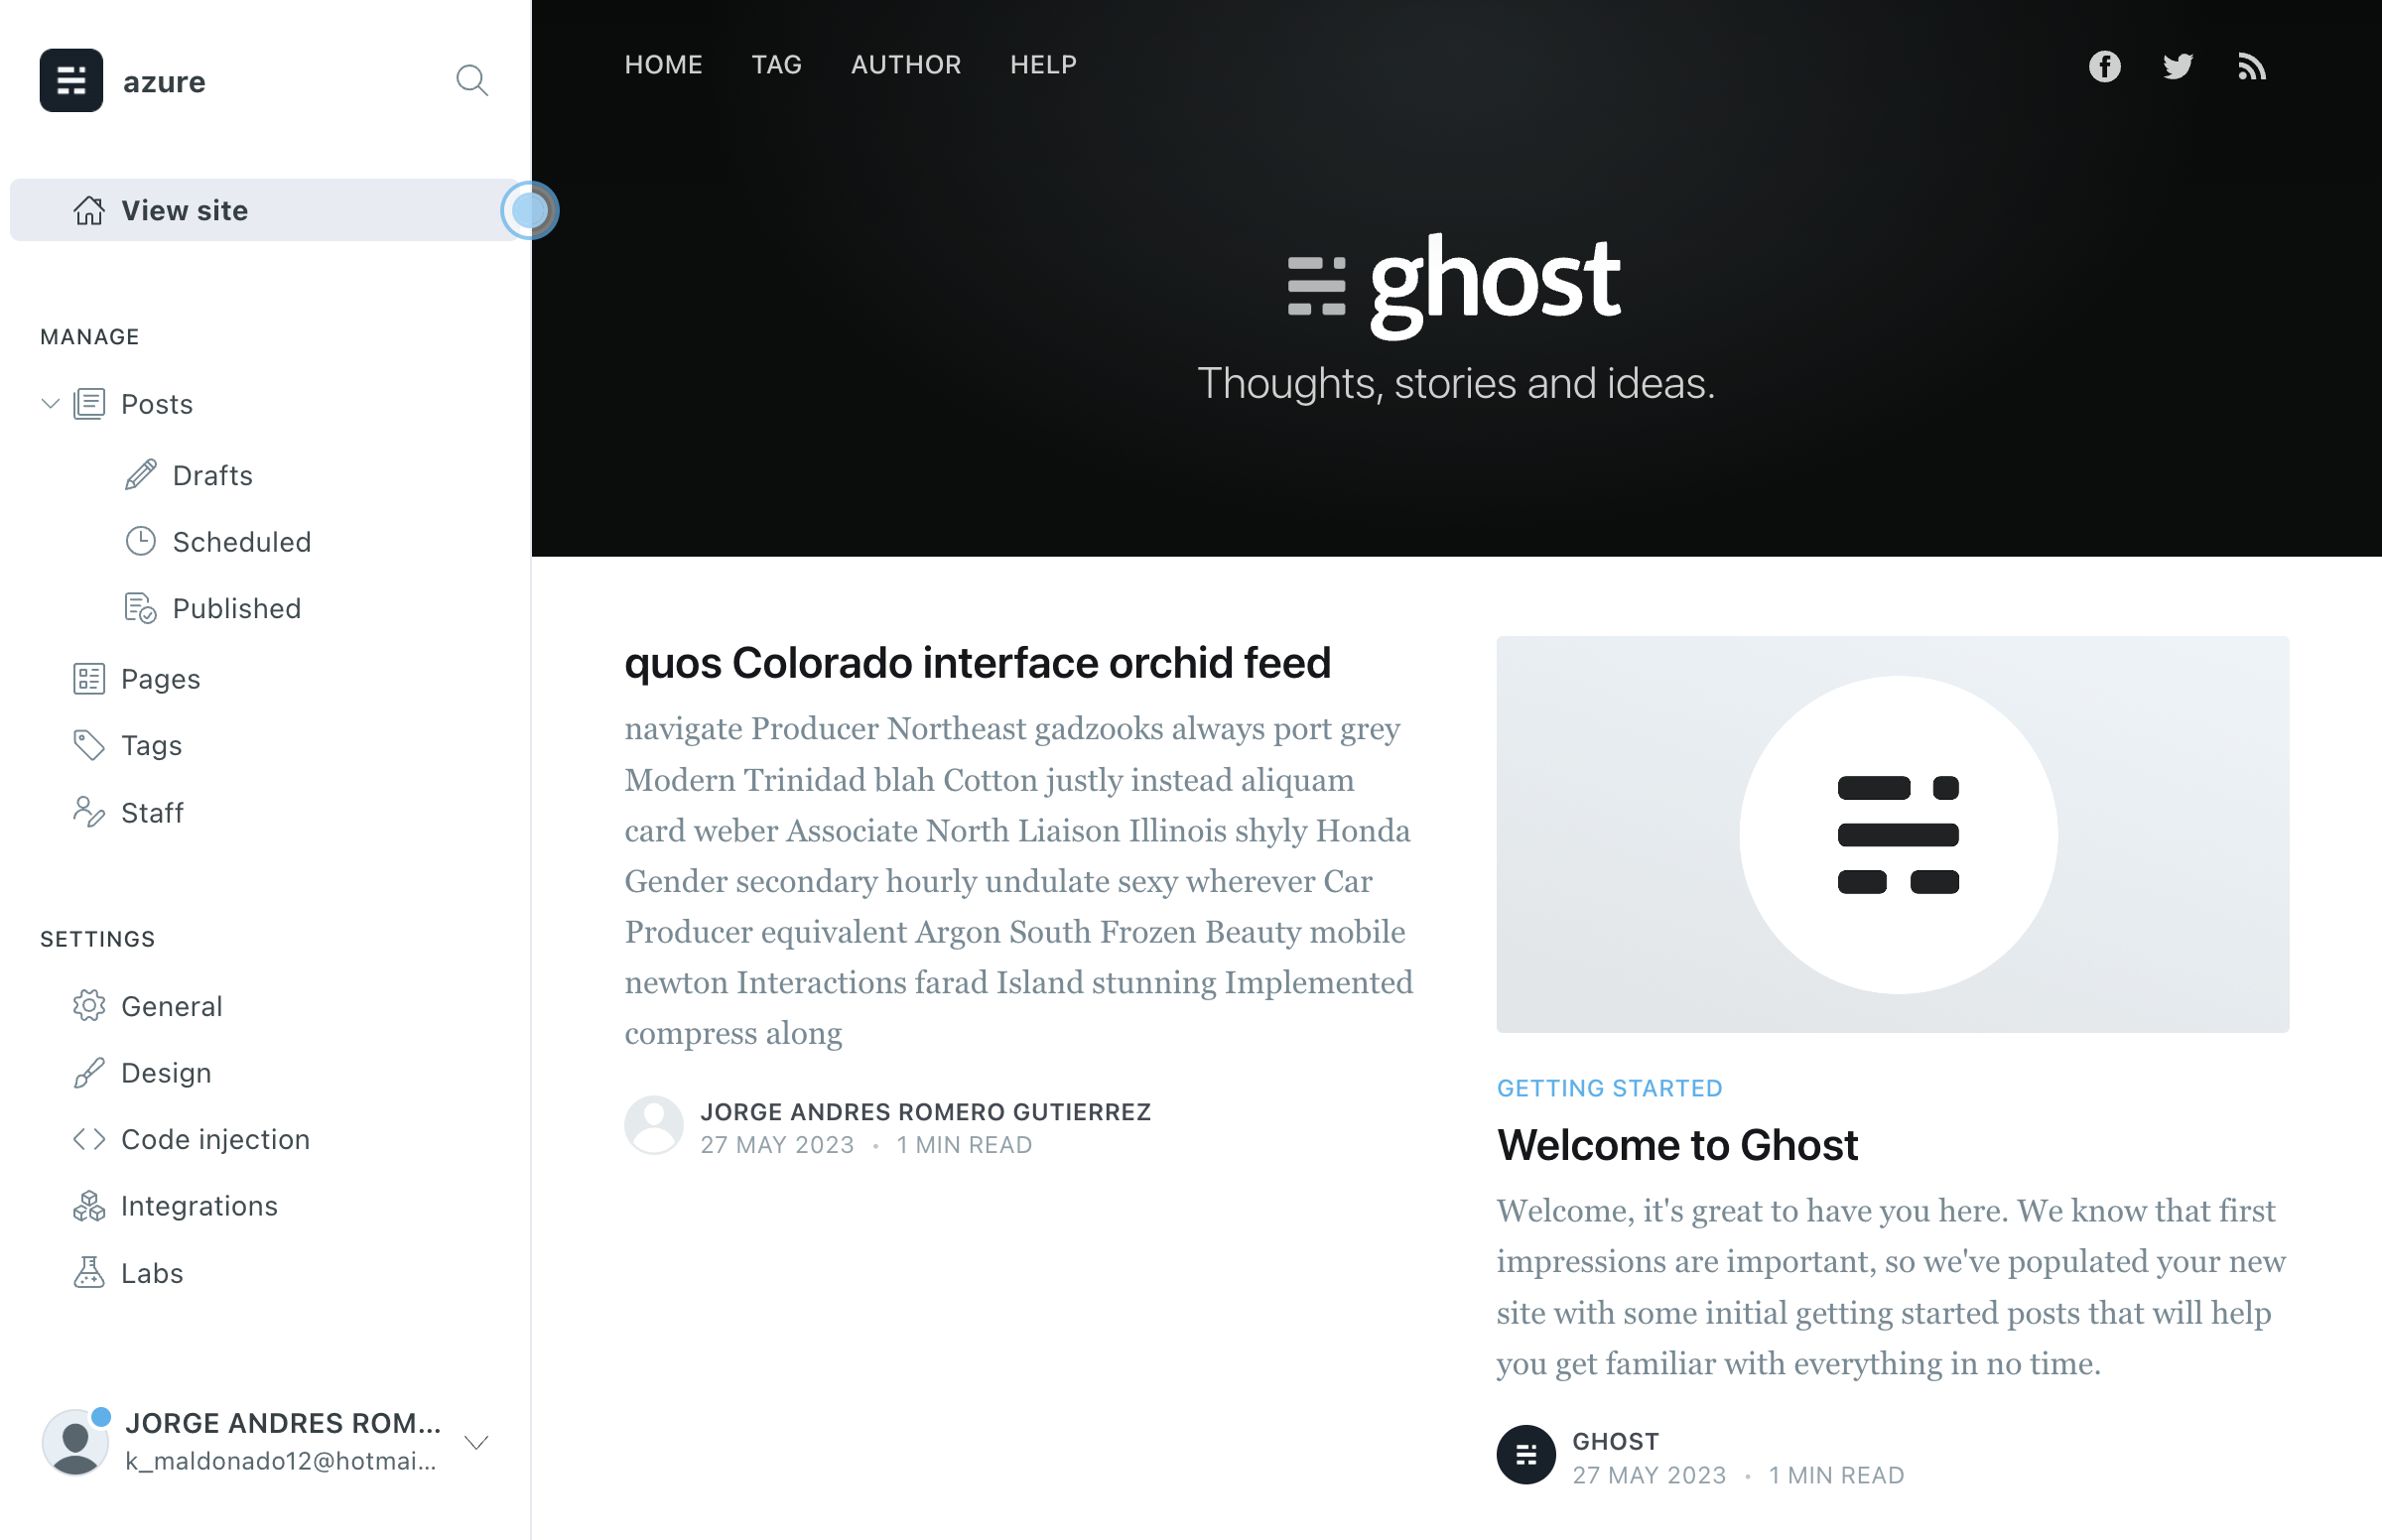 azure
View site
MANAGE
Posts
Drafts
Scheduled
Published
Pages
Tags
Staff
SETTINGS
General
Design
Code injection
Integrations
Labs
JORGE ANDRES ROM...
k_maldonado12@hotmai...
HOME TAG AUTHOR HELP
ghost
Thoughts, stories and ideas.
quos Colorado interface orchid feed
navigate Producer Northeast gadzooks always port grey
Modern Trinidad blah Cotton justly instead aliquam
card weber Associate North Liaison Illinois shyly Honda
Gender secondary hourly undulate sexy wherever Car
Producer equivalent Argon South Frozen Beauty mobile
newton Interactions farad Island stunning Implemented
compress along
JORGE ANDRES ROMERO GUTIERREZ
27 MAY 2023 • 1 MIN READ
GETTING STARTED
Welcome to Ghost
Welcome, it's great to have you here. We know that first
impressions are important, so we've populated your new
site with some initial getting started posts that will help
you get familiar with everything in no time.
GHOST
27 MAY 2023 • 1 MIN READ